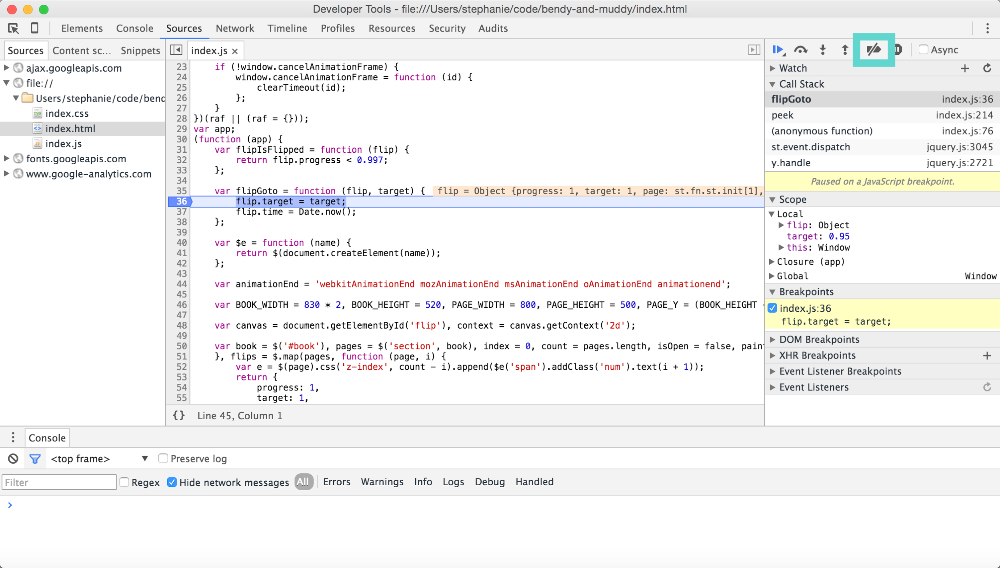 Developer Tools - file:///Users/stephanie/code/bendy-and-muddy/index.html
Elements Console Sources Network Timeline Profiles Resources Security Audits
Sources Content sc... Snippets
ajax.googleapis.com
file://
Users/stephanie/code/bend
index.css
index.html
index.js
fonts.googleapis.com
www.google-analytics.com
index.js ×
23 if (!window.cancelAnimationFrame) {
24 window.cancelAnimationFrame = function (id) {
25 clearTimeout(id);
26 };
27 }
28 })(raf || (raf = {}));
29 var app;
30 (function (app) {
31 var flipIsFlipped = function (flip) {
32 return flip.progress < 0.997;
33 };
34
35 var flipGoto = function (flip, target) { flip = Object {progress: 1, target: 1, page: st.fn.st.init[1],
36 flip.target = target;
37 flip.time = Date.now();
38 };
39
40 var $e = function (name) {
41 return $(document.createElement(name));
42 };
43
44 var animationEnd = 'webkitAnimationEnd mozAnimationEnd msAnimationEnd oAnimationEnd animationend';
45
46 var BOOK_WIDTH = 830 * 2, BOOK_HEIGHT = 520, PAGE_WIDTH = 800, PAGE_HEIGHT = 500, PAGE_Y = (BOOK_HEIGHT -
47
48 var canvas = document.getElementById('flip'), context = canvas.getContext('2d');
49
50 var book = $('#book'), pages = $('section', book), index = 0, count = pages.length, isOpen = false, pain
51 }, flips = $.map(pages, function (page, i) {
52 var e = $(page).css('z-index', count - i).append($e('span').addClass('num').text(i + 1));
53 return {
54 progress: 1,
55 target: 1,
{} Line 45, Column 1
Async
Watch
Call Stack
flipGoto index.js:36
peek index.js:214
(anonymous function) index.js:76
st.event.dispatch jquery.js:3045
y.handle jquery.js:2721
Paused on a JavaScript breakpoint.
Scope
Local
flip: Object
target: 0.95
this: Window
Closure (app)
Global Window
Breakpoints
index.js:36
flip.target = target;
DOM Breakpoints
XHR Breakpoints
Event Listener Breakpoints
Event Listeners
Console
<top frame> Preserve log
Filter Regex Hide network messages All Errors Warnings Info Logs Debug Handled